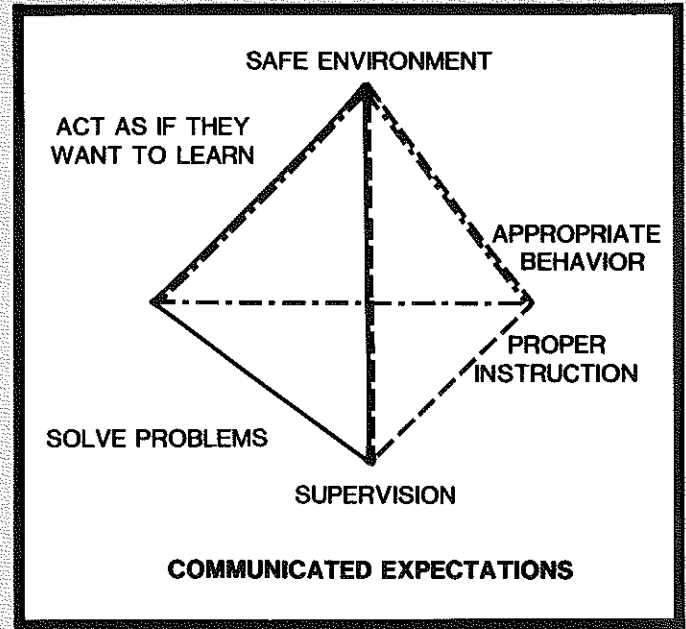 SAFE ENVIRONMENT
ACT AS IF THEY
WANT TO LEARN
APPROPRIATE
BEHAVIOR
PROPER
INSTRUCTION
SOLVE PROBLEMS
SUPERVISION
COMMUNICATED EXPECTATIONS